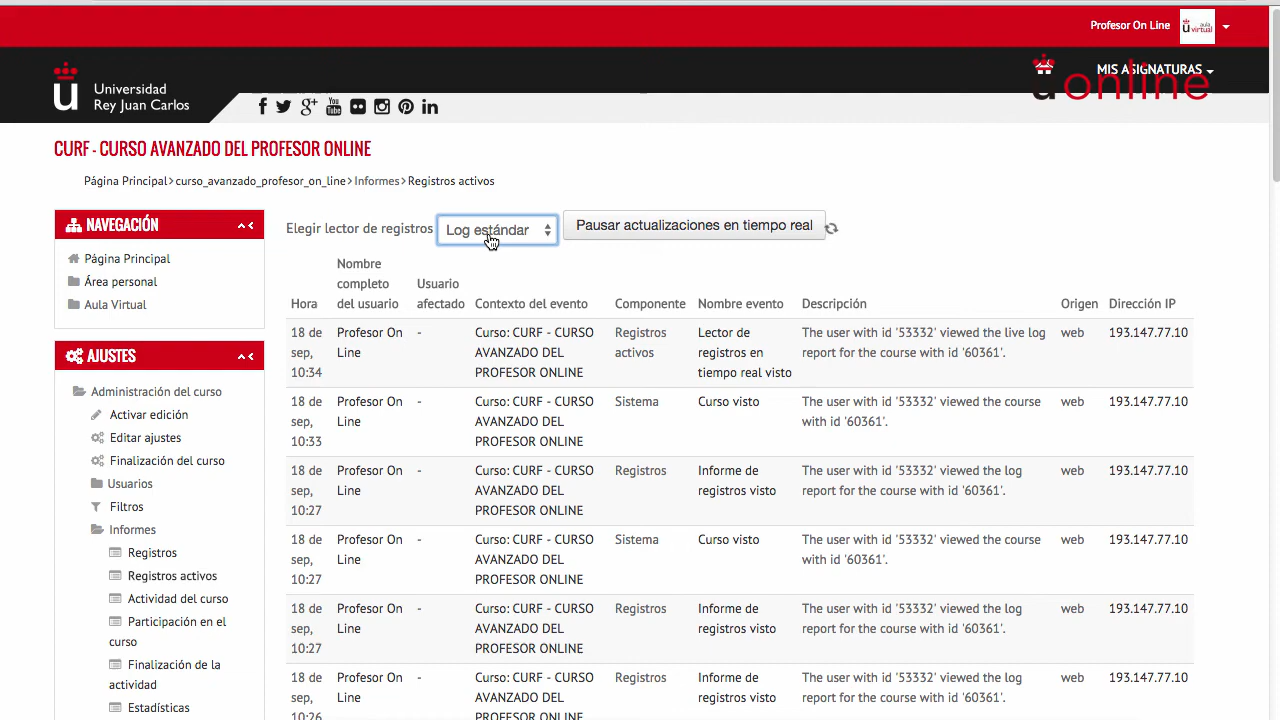 Profesor On Line
aula
virtual
Universidad
Rey Juan Carlos
MIS ASIGNATURAS
online
CURF - CURSO AVANZADO DEL PROFESOR ONLINE
Página Principal > curso_avanzado_profesor_on_line > Informes > Registros activos
NAVEGACIÓN
Página Principal
Área personal
Aula Virtual
AJUSTES
Administración del curso
Activar edición
Editar ajustes
Finalización del curso
Usuarios
Filtros
Informes
Registros
Registros activos
Actividad del curso
Participación en el
curso
Finalización de la
actividad
Estadísticas
Elegir lector de registros Log estándar Pausar actualizaciones en tiempo real
Hora Nombre completo del usuario Usuario afectado Contexto del evento Componente Nombre evento Descripción Origen Dirección IP
18 de Profesor On - Curso: CURF - CURSO Registros Lector de The user with id '53332' viewed the live log web 193.147.77.10
sep, Line AVANZADO DEL activos registros en report for the course with id '60361'.
10:34 PROFESOR ONLINE tiempo real visto
18 de Profesor On - Curso: CURF - CURSO Sistema Curso visto The user with id '53332' viewed the course web 193.147.77.10
sep, Line AVANZADO DEL with id '60361'.
10:33 PROFESOR ONLINE
18 de Profesor On - Curso: CURF - CURSO Registros Informe de The user with id '53332' viewed the log web 193.147.77.10
sep, Line AVANZADO DEL registros visto report for the course with id '60361'.
10:27 PROFESOR ONLINE
18 de Profesor On - Curso: CURF - CURSO Sistema Curso visto The user with id '53332' viewed the course web 193.147.77.10
sep, Line AVANZADO DEL with id '60361'.
10:27 PROFESOR ONLINE
18 de Profesor On - Curso: CURF - CURSO Registros Informe de The user with id '53332' viewed the log web 193.147.77.10
sep, Line AVANZADO DEL registros visto report for the course with id '60361'.
10:27 PROFESOR ONLINE
18 de Profesor On - Curso: CURF - CURSO Registros Informe de The user with id '53332' viewed the log web 193.147.77.10
sep, Line AVANZADO DEL registros visto report for the course with id '60361'.
10:26 PROFESOR ONLINE